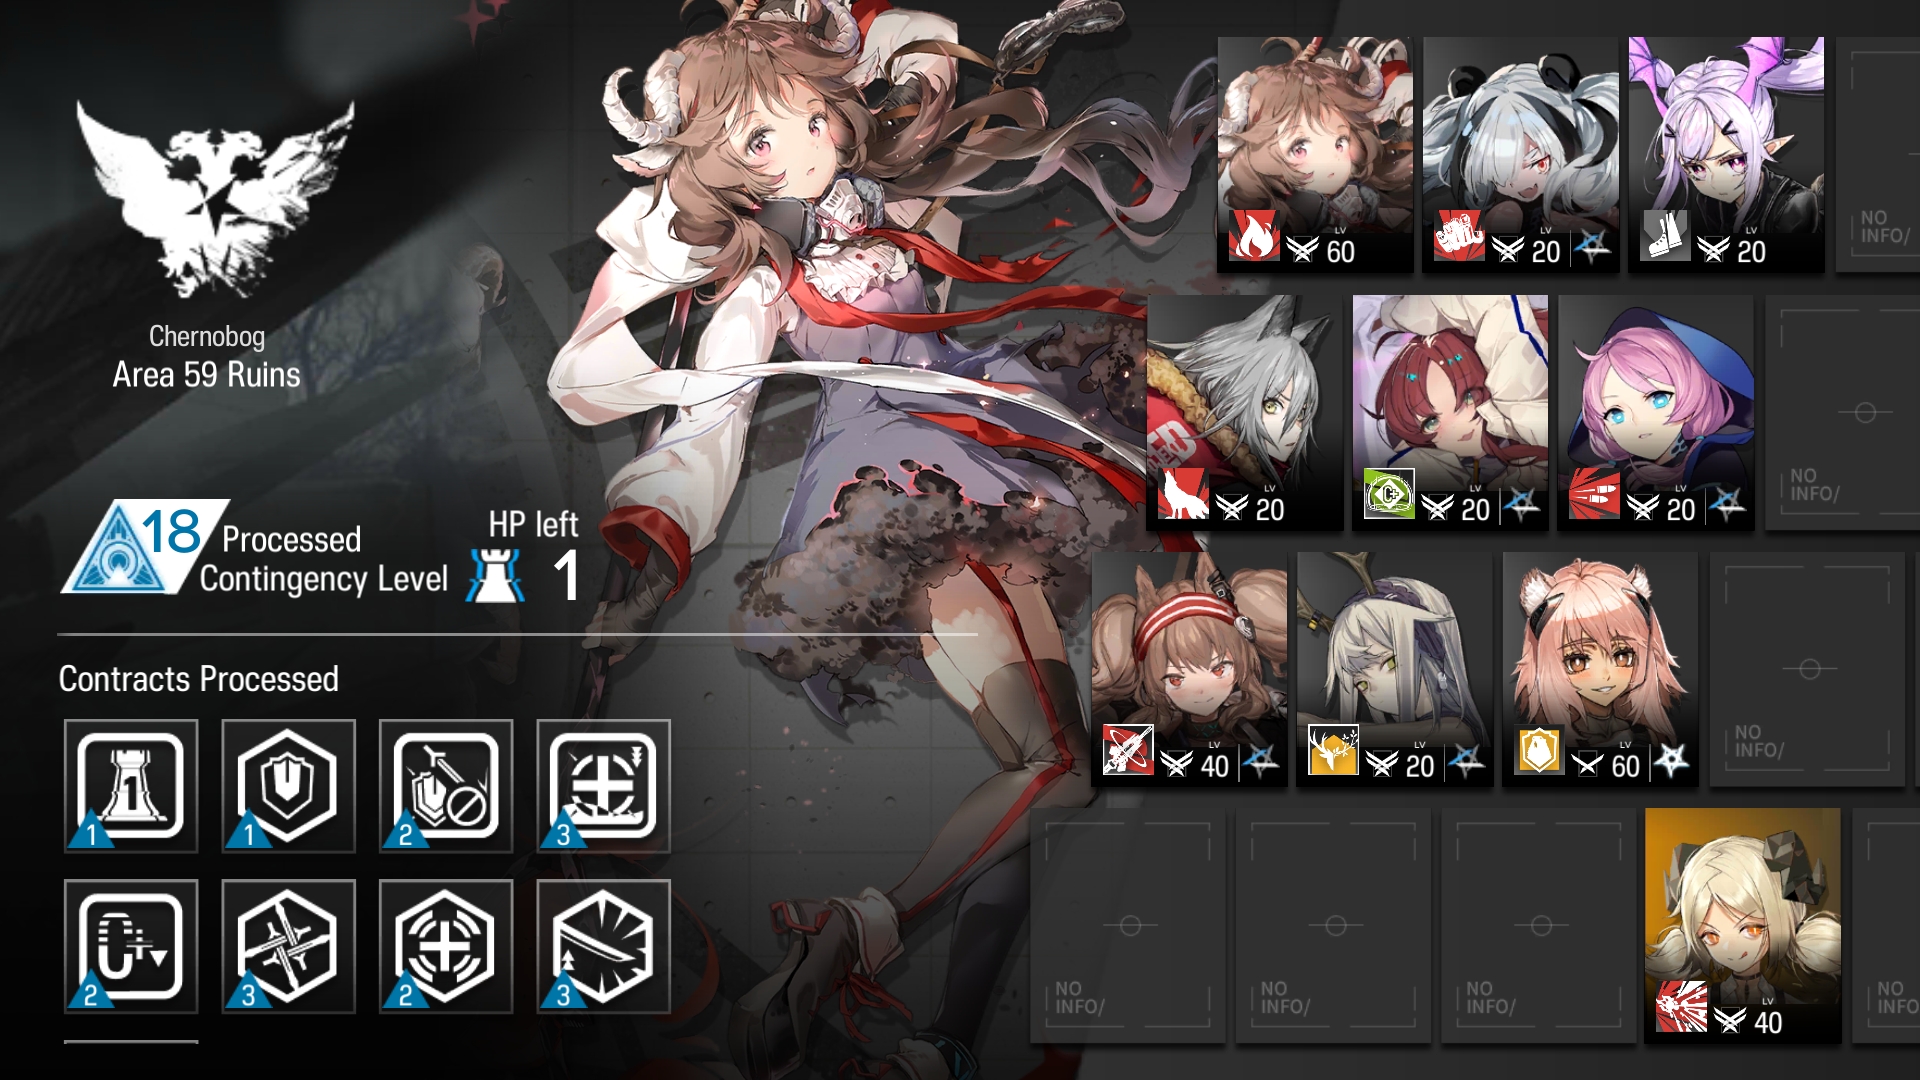 Chernobog
Area 59 Ruins
18
Processed
Contingency Level
HP left
1
Contracts Processed
1
1
1
2
3
2
3
2
3
LV
60
LV
20
LV
20
NO
INFO/
LV
20
C+
LV
20
LV
20
NO
INFO/
LV
40
LV
20
LV
60
NO
INFO/
NO
INFO/
NO
INFO/
NO
INFO/
LV
40
NO
INFO